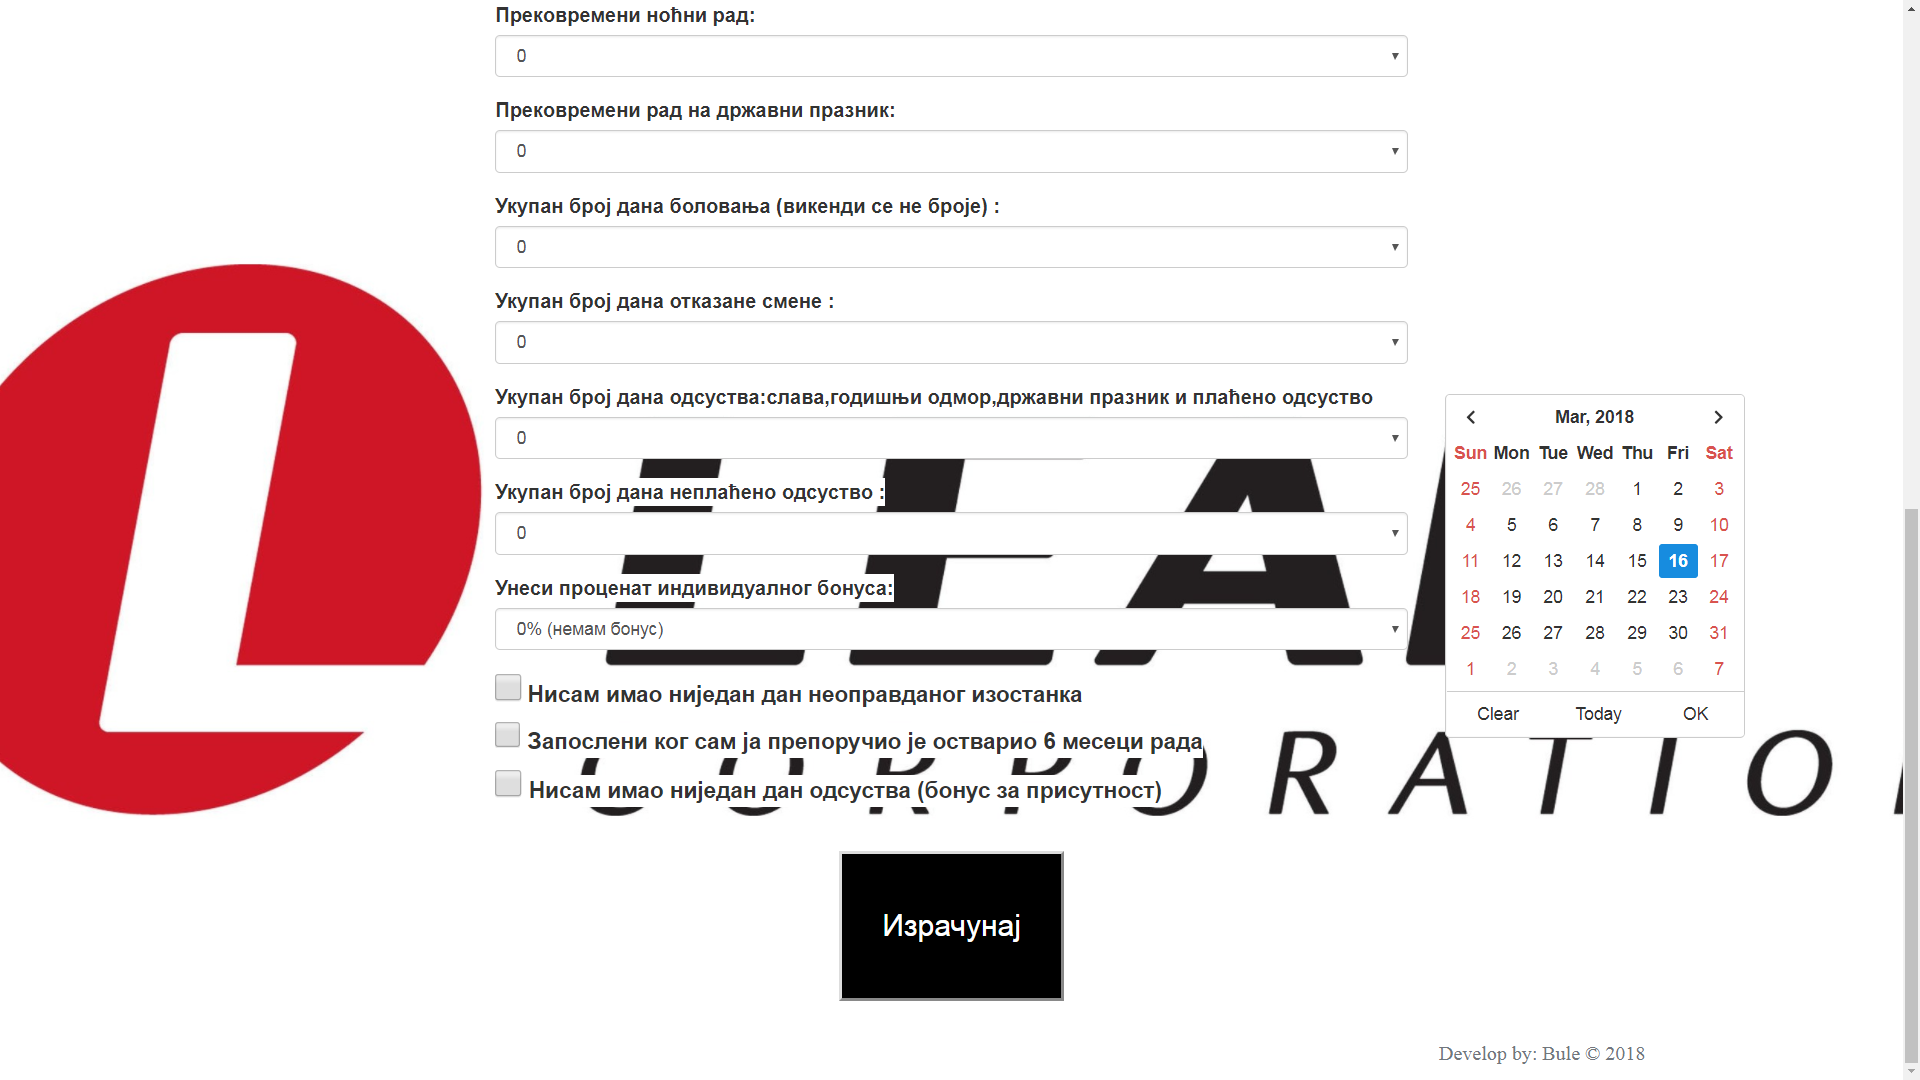 Прековремени ноћни рад:
0
Прековремени рад на државни празник:
0
Укупан број дана боловања (викенди се не броје) :
0
Укупан број дана отказане смене :
0
Укупан број дана одсуства:слава,годишњи одмор,државни празник и плаћено одсуство
0
Укупан број дана неплаћено одсуство :
0
Унеси проценат индивидуалног бонуса:
0% (немам бонус)
Нисам имао ниједан дан неоправданог изостанка
Запослени ког сам ја препоручио је остварио 6 месеци рада
Нисам имао ниједан дан одсуства (бонус за присутност)
Израчунај
Mar, 2018
Sun Mon Tue Wed Thu Fri Sat
25 26 27 28 1 2 3
4 5 6 7 8 9 10
11 12 13 14 15 16 17
18 19 20 21 22 23 24
25 26 27 28 29 30 31
1 2 3 4 5 6 7
Clear Today OK
Develop by: Bule © 2018